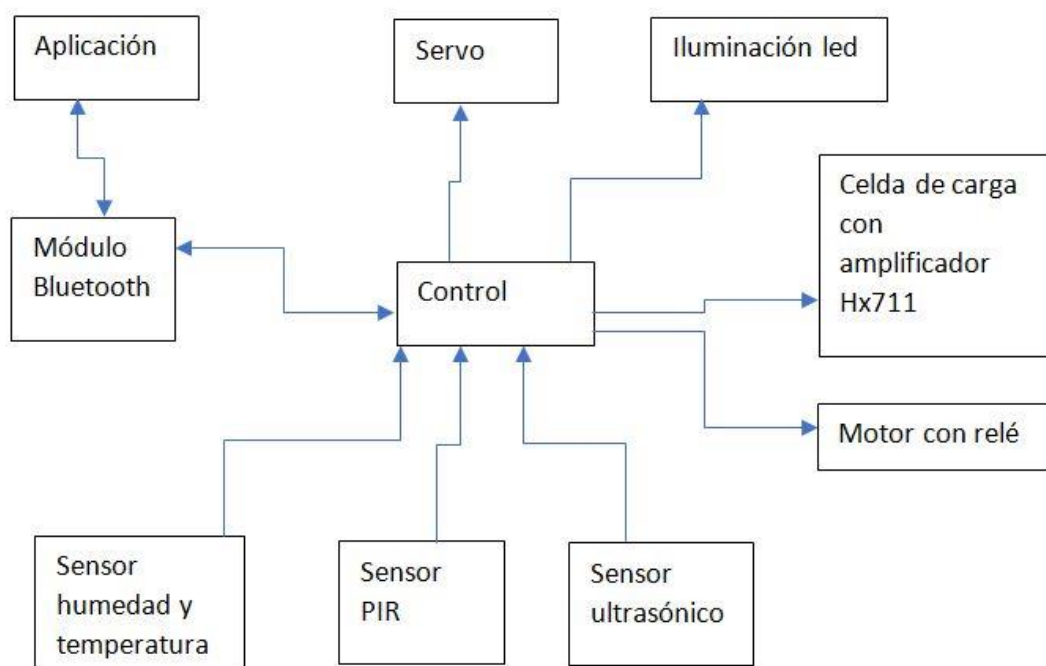 Aplicación
Servo
Iluminación led
Módulo
Bluetooth
Control
Celda de carga
con
amplificador
Hx711
Motor con relé
Sensor
humedad y
temperatura
Sensor
PIR
Sensor
ultrasónico